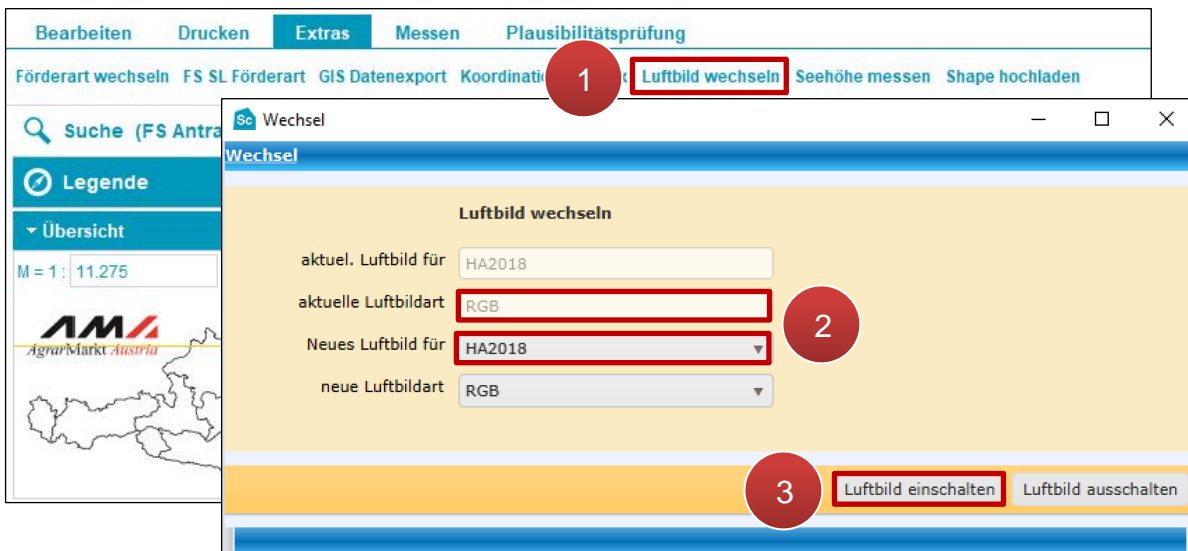 Bearbeiten Drucken Extras Messen Plausibilitätsprüfung
Förderart wechseln FS SL Förderart GIS Datenexport Luftbild wechseln Seehöhe messen Shape hochladen
1
Suche (FS
Sc Wechsel
Wechsel
Legende
Übersicht
M = 1 : 11.275
AMA
AgrarMarkt Austria
Luftbild wechseln
aktuel. Luftbild für HA2018
aktuelle Luftbildart RGB
2
Neues Luftbild für HA2018
neue Luftbildart RGB
3
Luftbild einschalten Luftbild ausschalten